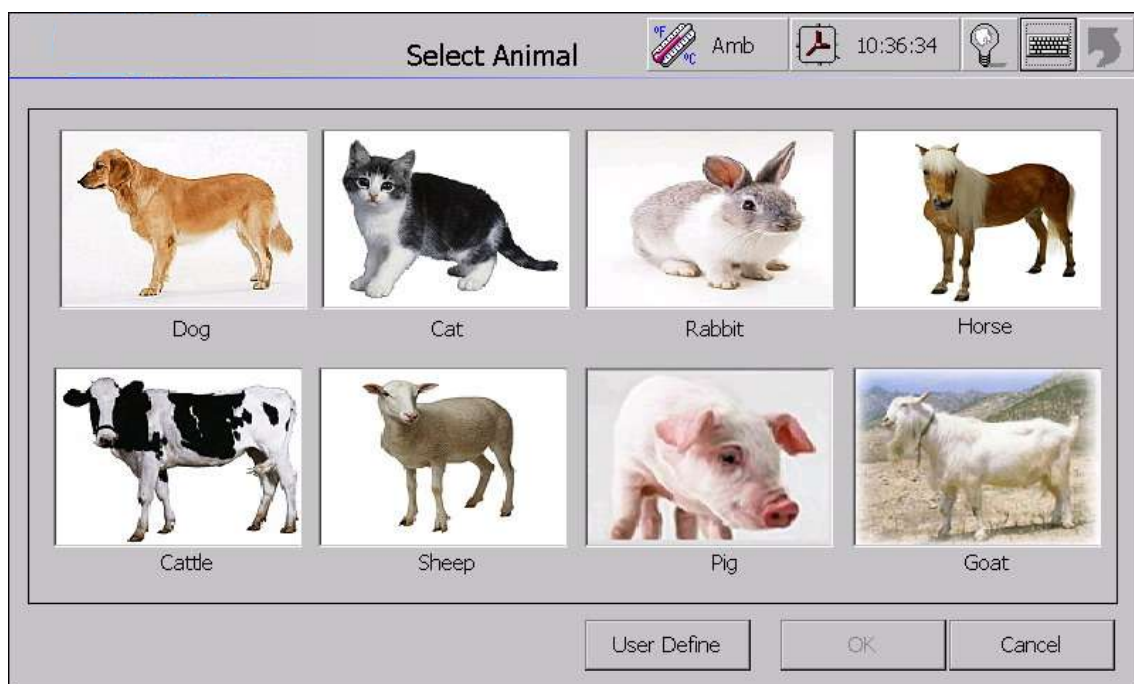 Select Animal
°F
°C
Amb
10:36:34
Dog
Cat
Rabbit
Horse
Cattle
Sheep
Pig
Goat
User Define
OK
Cancel